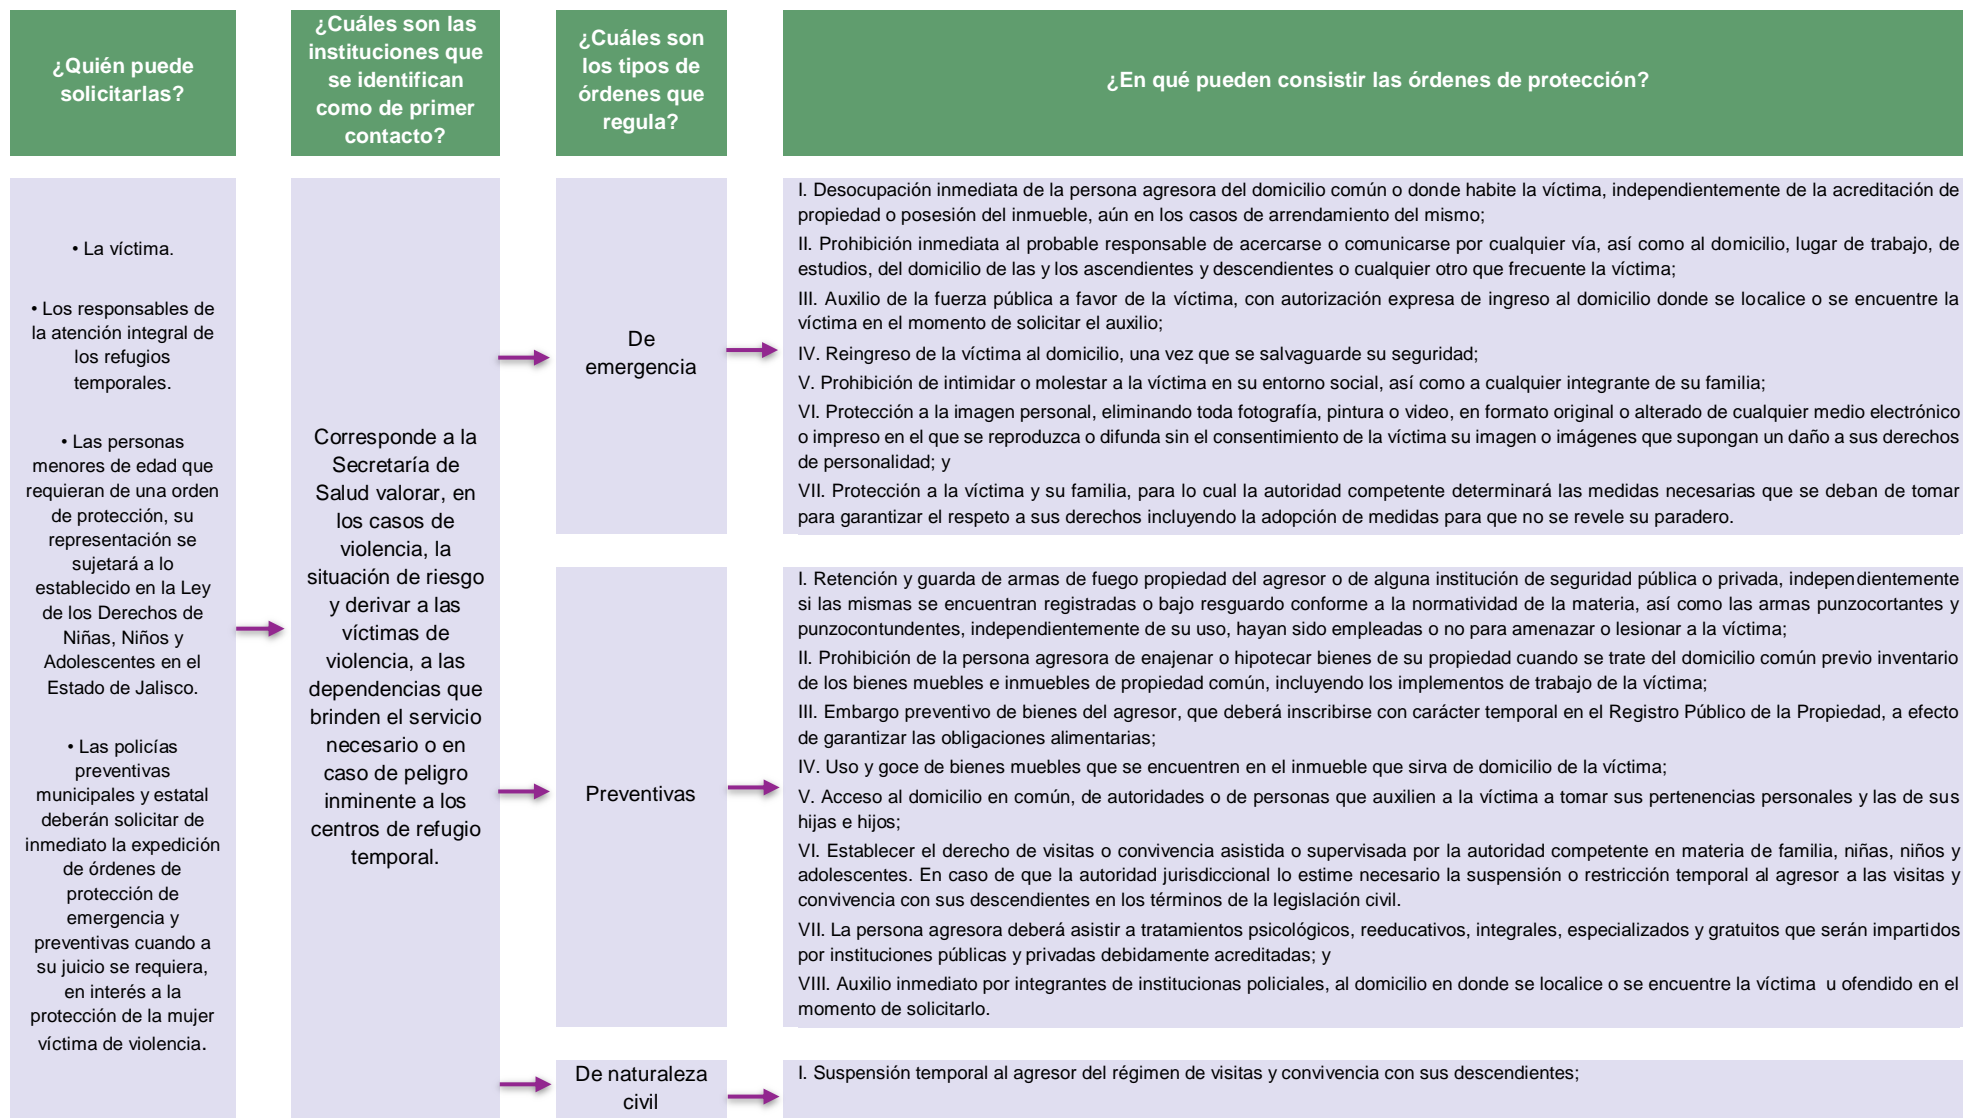 ¿Quién puede
solicitarlas?
¿Cuáles son las
instituciones que
se identifican
como de primer
contacto?
¿Cuáles son
los tipos de
órdenes que
regula?
¿En qué pueden consistir las órdenes de protección?
• La víctima.
• Los responsables de
la atención integral de
los refugios
temporales.
• Las personas
menores de edad que
requieran de una orden
de protección, su
representación se
sujetará a lo
establecido en la Ley
de los Derechos de
Niñas, Niños y
Adolescentes en el
Estado de Jalisco.
• Las policías
preventivas
municipales y estatal
deberán solicitar de
inmediato la expedición
de órdenes de
protección de
emergencia y
preventivas cuando a
su juicio se requiera,
en interés a la
protección de la mujer
víctima de violencia.
Corresponde a la
Secretaría de
Salud valorar, en
los casos de
violencia, la
situación de riesgo
y derivar a las
víctimas de
violencia, a las
dependencias que
brinden el servicio
necesario o en
caso de peligro
inminente a los
centros de refugio
temporal.
De
emergencia
I. Desocupación inmediata de la persona agresora del domicilio común o donde habite la víctima, independientemente de la acreditación de
propiedad o posesión del inmueble, aún en los casos de arrendamiento del mismo;
II. Prohibición inmediata al probable responsable de acercarse o comunicarse por cualquier vía, así como al domicilio, lugar de trabajo, de
estudios, del domicilio de las y los ascendientes y descendientes o cualquier otro que frecuente la víctima;
III. Auxilio de la fuerza pública a favor de la víctima, con autorización expresa de ingreso al domicilio donde se localice o se encuentre la
víctima en el momento de solicitar el auxilio;
IV. Reingreso de la víctima al domicilio, una vez que se salvaguarde su seguridad;
V. Prohibición de intimidar o molestar a la víctima en su entorno social, así como a cualquier integrante de su familia;
VI. Protección a la imagen personal, eliminando toda fotografía, pintura o video, en formato original o alterado de cualquier medio electrónico
o impreso en el que se reproduzca o difunda sin el consentimiento de la víctima su imagen o imágenes que supongan un daño a sus derechos
de personalidad; y
VII. Protección a la víctima y su familia, para lo cual la autoridad competente determinará las medidas necesarias que se deban de tomar
para garantizar el respeto a sus derechos incluyendo la adopción de medidas para que no se revele su paradero.
Preventivas
I. Retención y guarda de armas de fuego propiedad del agresor o de alguna institución de seguridad pública o privada, independientemente
si las mismas se encuentran registradas o bajo resguardo conforme a la normatividad de la materia, así como las armas punzocortantes y
punzocontundentes, independientemente de su uso, hayan sido empleadas o no para amenazar o lesionar a la víctima;
II. Prohibición de la persona agresora de enajenar o hipotecar bienes de su propiedad cuando se trate del domicilio común previo inventario
de los bienes muebles e inmuebles de propiedad común, incluyendo los implementos de trabajo de la víctima;
III. Embargo preventivo de bienes del agresor, que deberá inscribirse con carácter temporal en el Registro Público de la Propiedad, a efecto
de garantizar las obligaciones alimentarias;
IV. Uso y goce de bienes muebles que se encuentren en el inmueble que sirva de domicilio de la víctima;
V. Acceso al domicilio en común, de autoridades o de personas que auxilien a la víctima a tomar sus pertenencias personales y las de sus
hijas e hijos;
VI. Establecer el derecho de visitas o convivencia asistida o supervisada por la autoridad competente en materia de familia, niñas, niños y
adolescentes. En caso de que la autoridad jurisdiccional lo estime necesario la suspensión o restricción temporal al agresor a las visitas y
convivencia con sus descendientes en los términos de la legislación civil.
VII. La persona agresora deberá asistir a tratamientos psicológicos, reeducativos, integrales, especializados y gratuitos que serán impartidos
por instituciones públicas y privadas debidamente acreditadas; y
VIII. Auxilio inmediato por integrantes de institucionas policiales, al domicilio en donde se localice o se encuentre la víctima u ofendido en el
momento de solicitarlo.
De naturaleza
civil
I. Suspensión temporal al agresor del régimen de visitas y convivencia con sus descendientes;